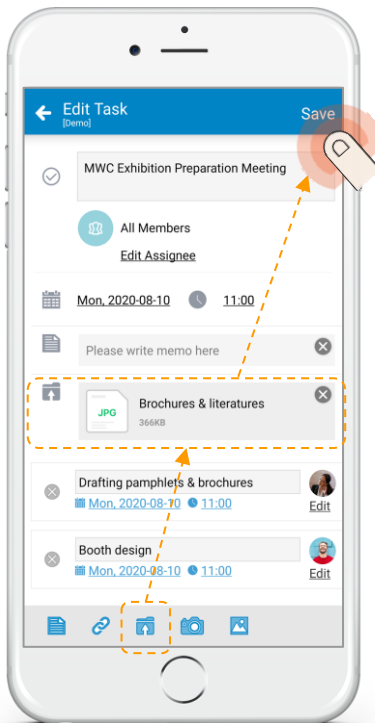 Edit Task
[Demo]
Save
MWC Exhibition Preparation Meeting
All Members
Edit Assignee
Mon, 2020-08-10 11:00
Please write memo here
JPG
Brochures & literatures
366KB
Drafting pamphlets & brochures
Mon, 2020-08-10 11:00
Edit
Booth design
Mon, 2020-08-10 11:00
Edit